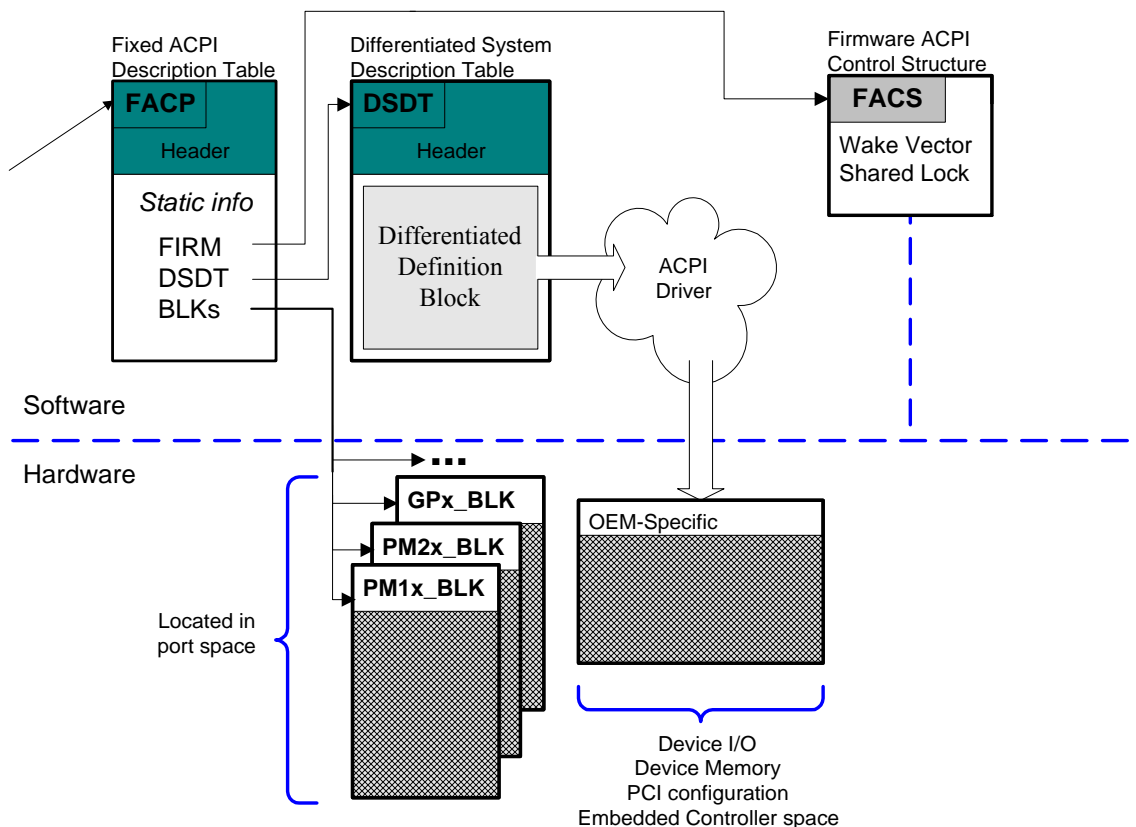 Fixed ACPI
Description Table
FACP
Header
Static info
FIRM
DSDT
BLKs
Differentiated System
Description Table
DSDT
Header
Differentiated
Definition
Block
ACPI
Driver
Firmware ACPI
Control Structure
FACS
Wake Vector
Shared Lock
Software
Hardware
...
GPx_BLK
PM2x_BLK
PM1x_BLK
Located in
port space
OEM-Specific
Device I/O
Device Memory
PCI configuration
Embedded Controller space